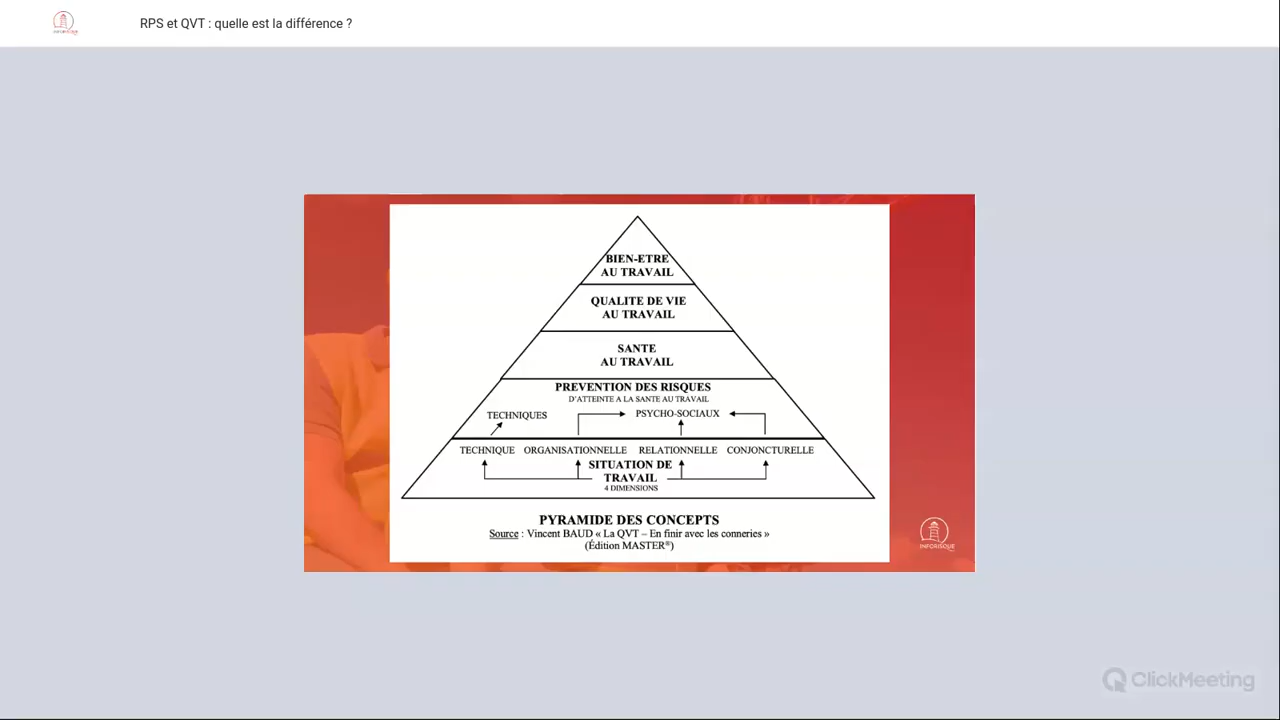 RPS et QVT : quelle est la différence ?
BIEN-ETRE
AU TRAVAIL
QUALITE DE VIE
AU TRAVAIL
SANTE
AU TRAVAIL
PREVENTION DES RISQUES
D'ATTEINTE A LA SANTE AU TRAVAIL
TECHNIQUES
PSYCHO-SOCIAUX
TECHNIQUE ORGANISATIONNELLE RELATIONNELLE CONJONCTURELLE
SITUATION DE
TRAVAIL
4 DIMENSIONS
PYRAMIDE DES CONCEPTS
Source : Vincent BAUD « La QVT – En finir avec les conneries »
(Édition MASTER®)
INFORISQUE
ClickMeeting